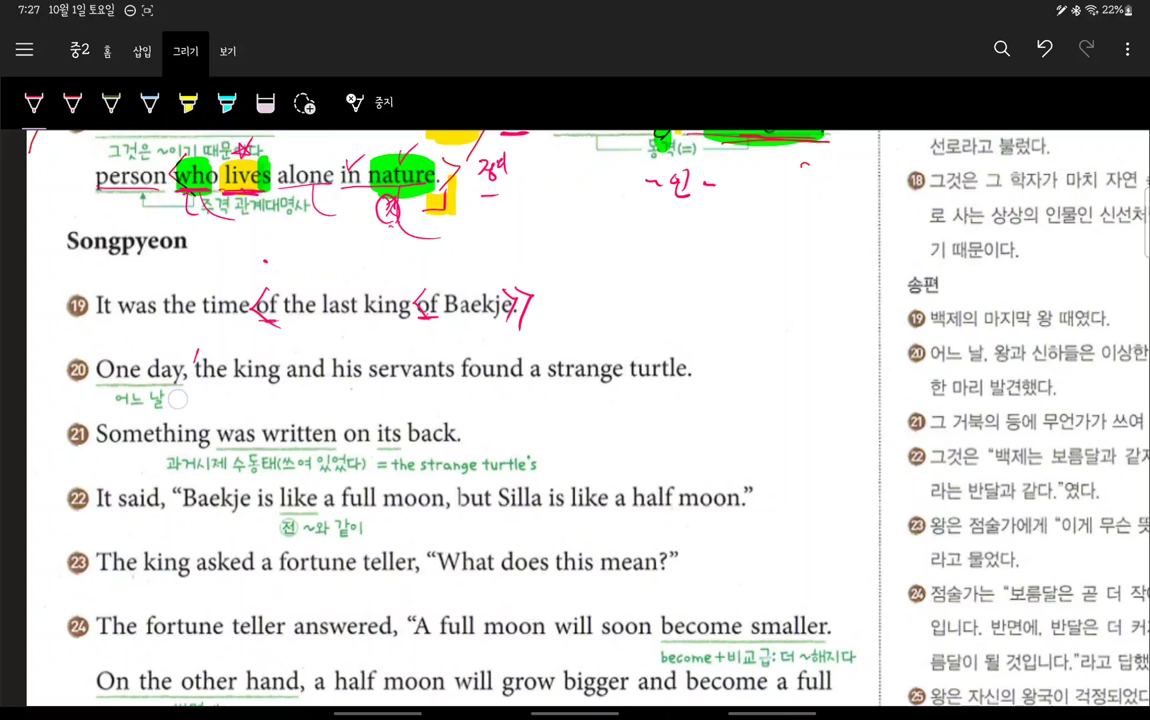 7:27 10월 1일 토요일 22%
중2 홈 삽입 그리기 보기
중지
그것은 ~이기 때문이다
동격(=)
person who lives alone in nature.
주격 관계대명사
~인~
Songpyeon
19 It was the time of the last king of Baekje.
20 One day, the king and his servants found a strange turtle.
어느 날
21 Something was written on its back.
과거시제 수동태(쓰여 있었다) = the strange turtle's
22 It said, “Baekje is like a full moon, but Silla is like a half moon.”
전 ~와 같이
23 The king asked a fortune teller, “What does this mean?”
24 The fortune teller answered, “A full moon will soon become smaller.
become+비교급: 더 ~해지다
On the other hand, a half moon will grow bigger and become a full
선로라고 불렀다.
18 그것은 그 학자가 마치 자연
로 사는 상상의 인물인 신선처
기 때문이다.
송편
19 백제의 마지막 왕 때였다.
20 어느 날, 왕과 신하들은 이상한
한 마리 발견했다.
21 그 거북의 등에 무언가가 쓰여
22 그것은 “백제는 보름달과 같지
라는 반달과 같다.”였다.
23 왕은 점술가에게 “이게 무슨 뜻
라고 물었다.
24 점술가는 “보름달은 곧 더 작아
입니다. 반면에, 반달은 더 커
름달이 될 것입니다.”라고 답했
25 왕은 자신의 왕국이 걱정되었다